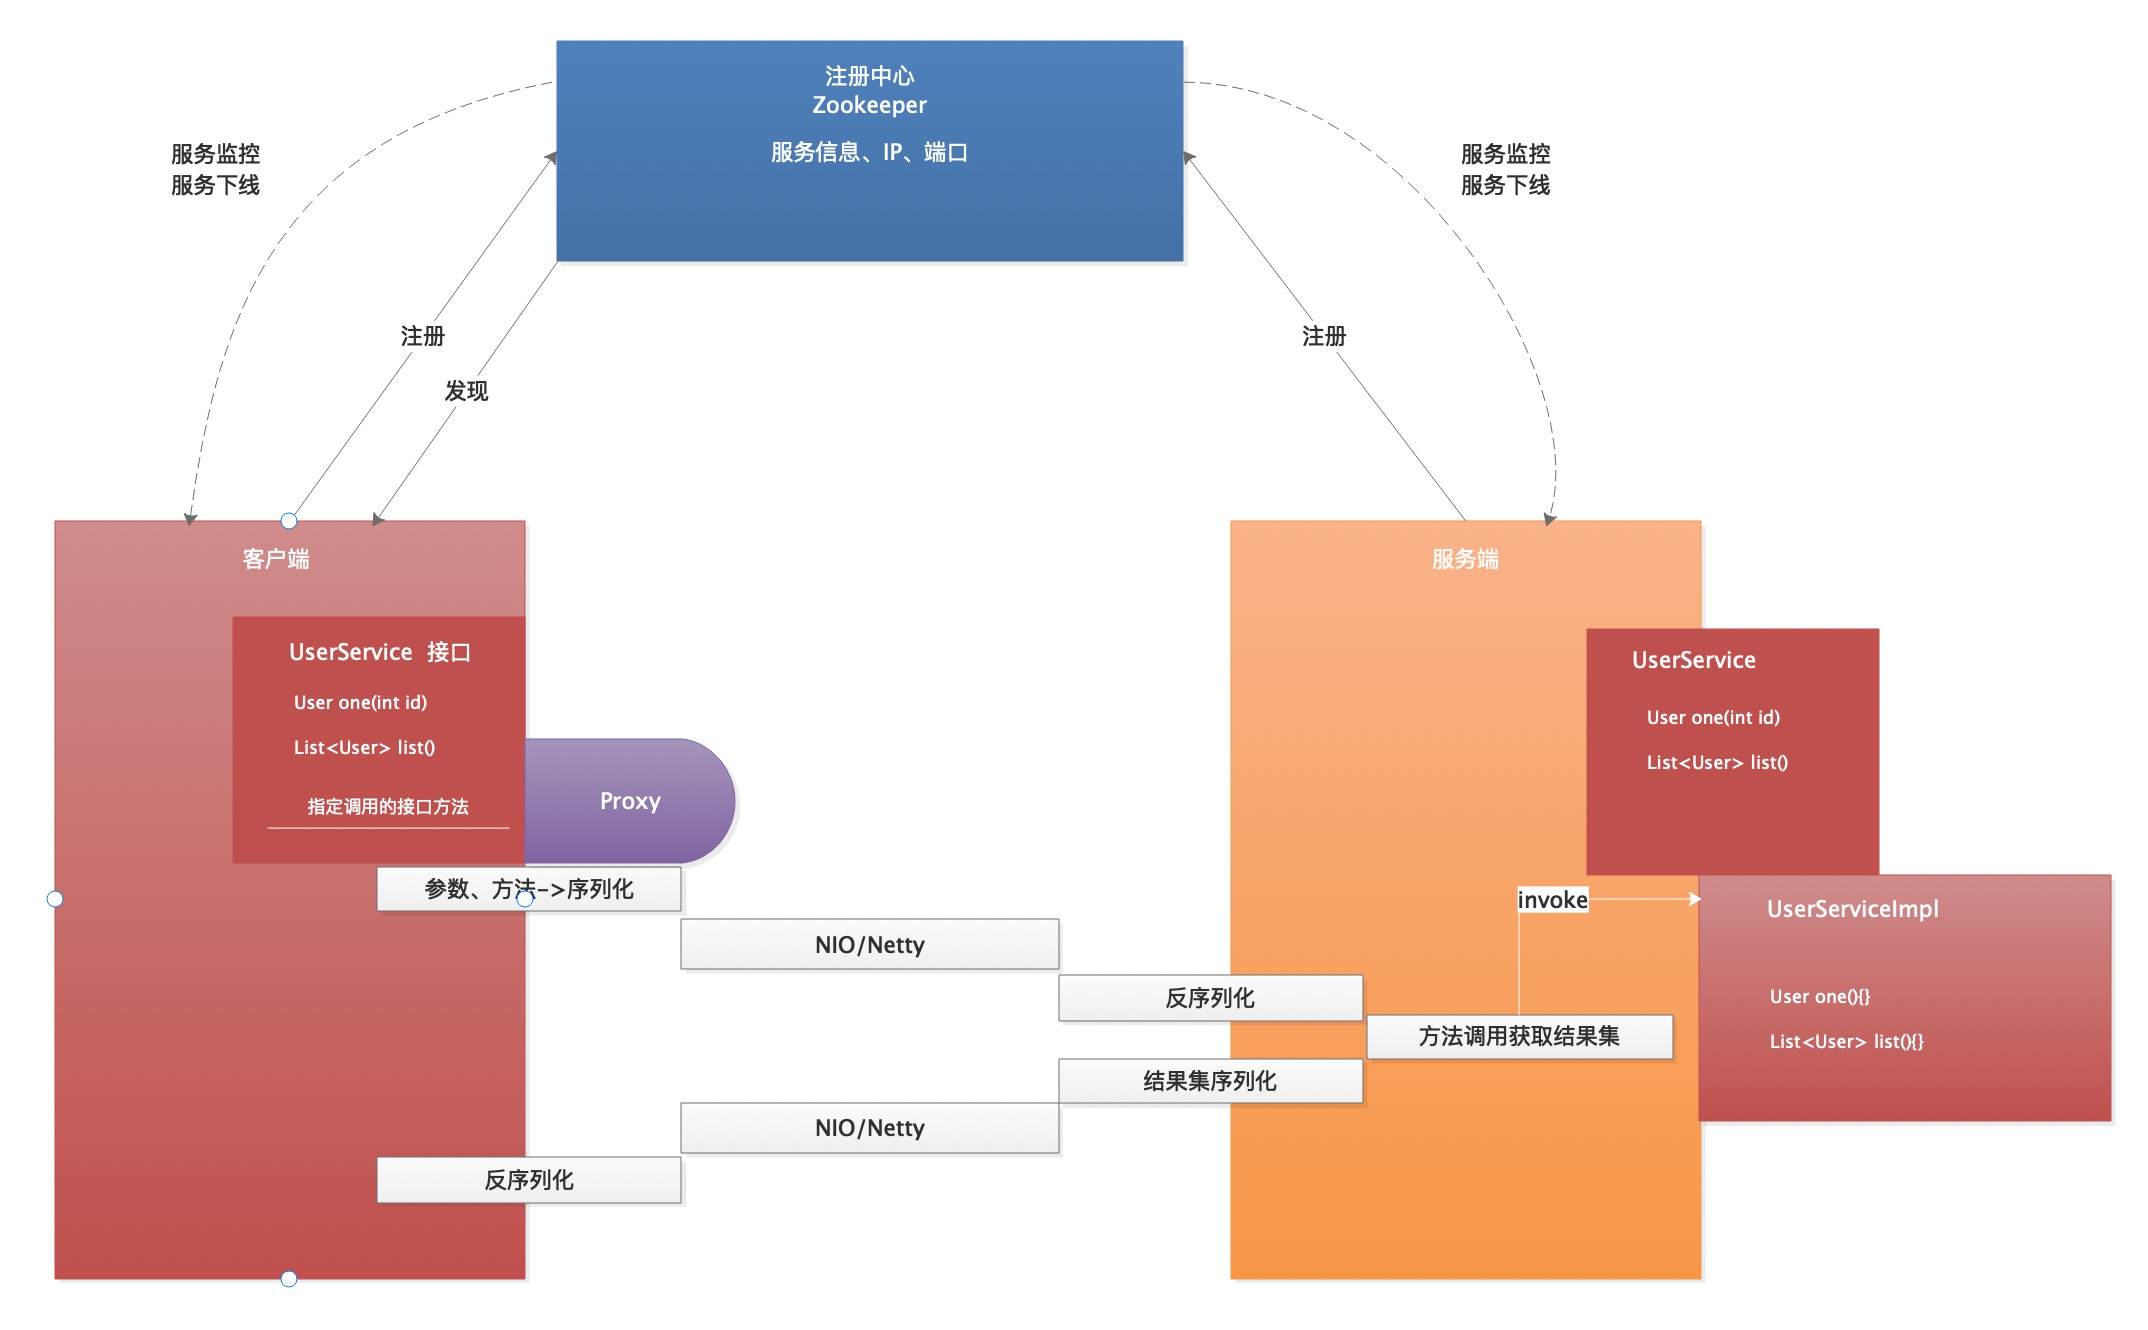 注册中心
Zookeeper
服务信息、IP、端口
服务监控
服务下线
服务监控
服务下线
注册
注册
发现
客户端
服务端
UserService 接口
User one(int id)
List<User> list()
指定调用的接口方法
Proxy
UserService
User one(int id)
List<User> list()
参数、方法->序列化
invoke
UserServiceImpl
NIO/Netty
反序列化
User one(){}
方法调用获取结果集
List<User> list(){}
结果集序列化
NIO/Netty
反序列化